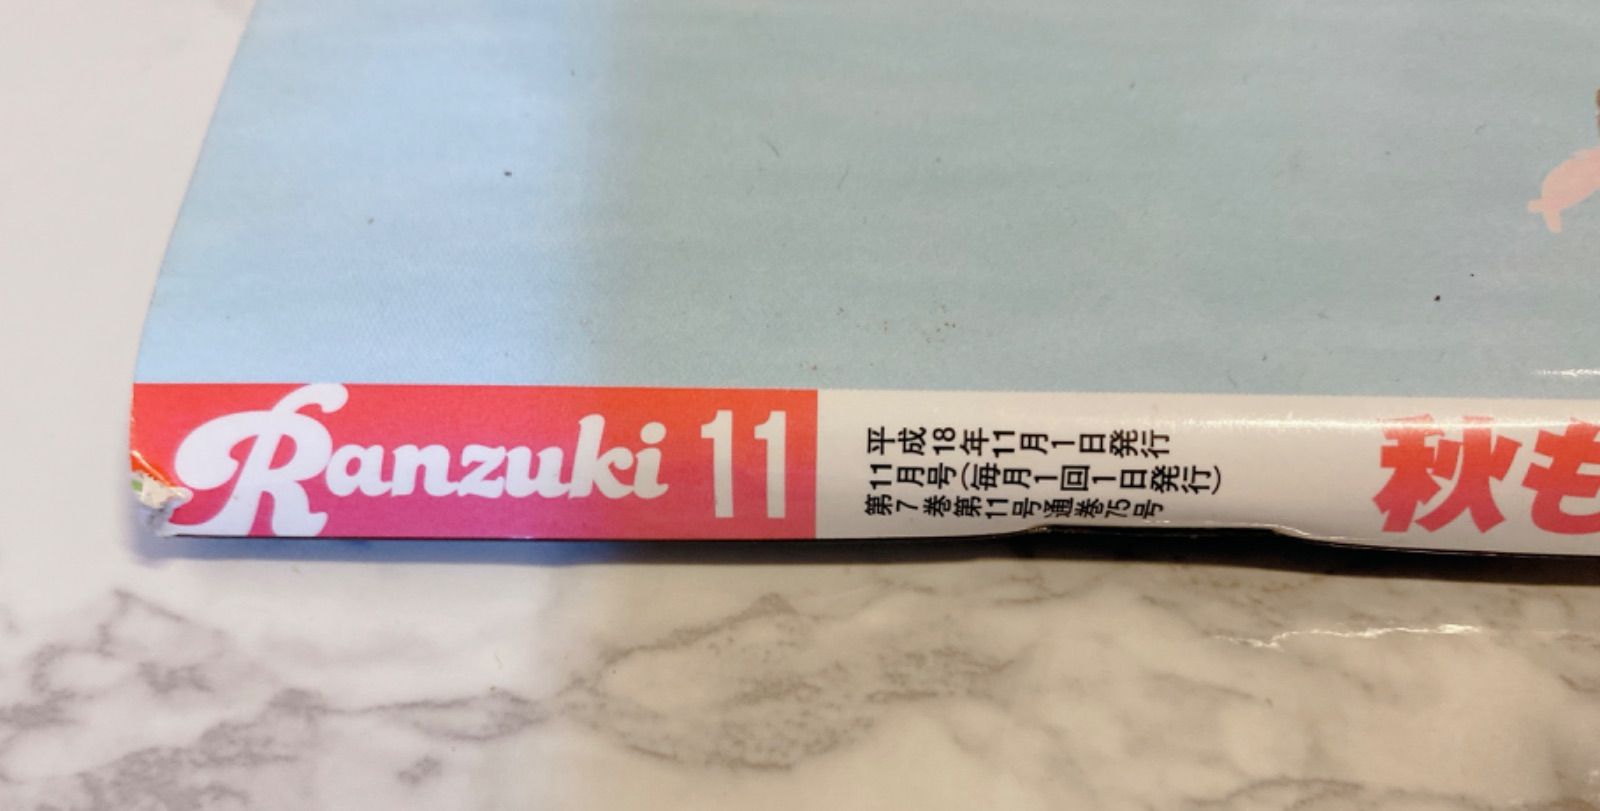 Ranzuki 11
平成18年11月1日発行
11月号(毎月1回1日発行)
第7巻第11号通巻75号
秋も